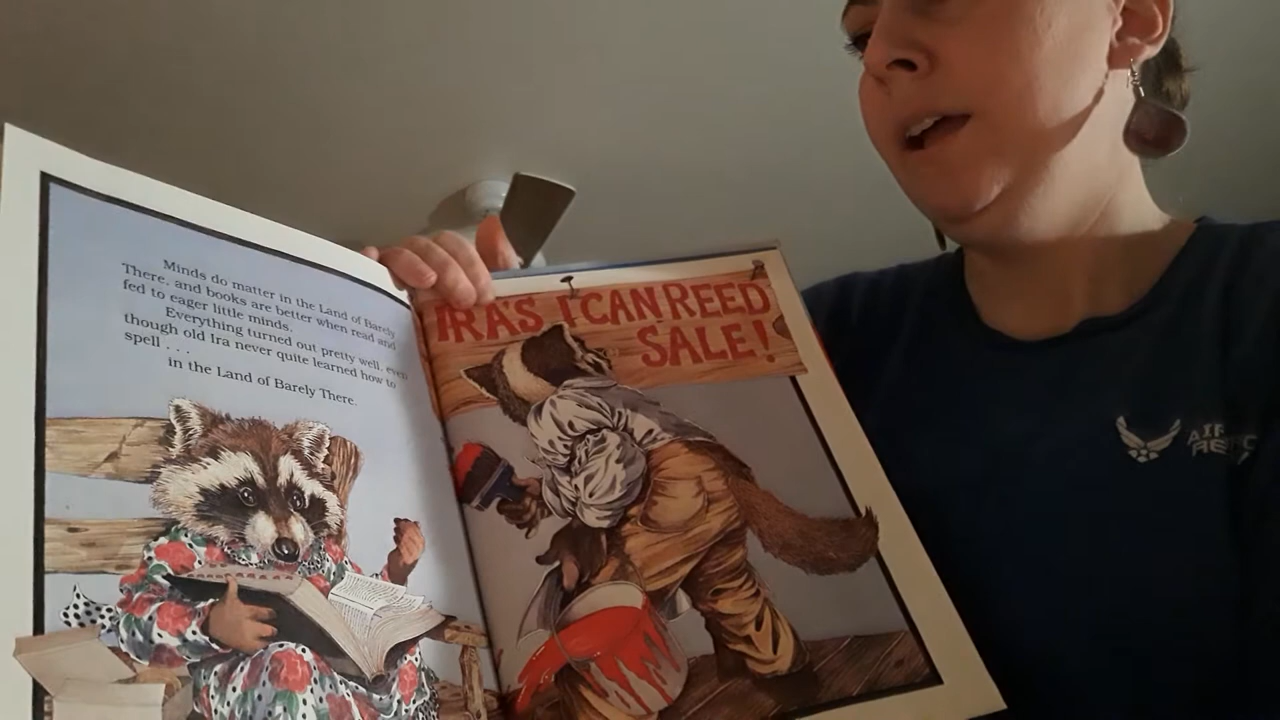 Minds do matter in the Land of Barely
There, and books are better when read and
fed to eager little minds.
Everything turned out pretty well, even
though old Ira never quite learned how to
spell . . .
in the Land of Barely There.
IRA'S I CAN REED
SALE!
AIR